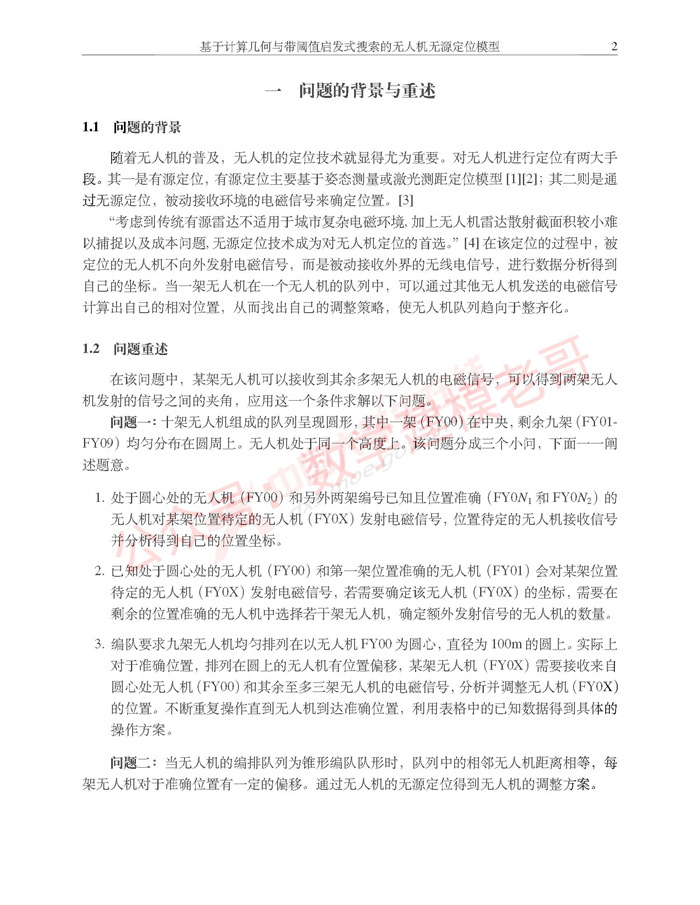 基于计算几何与带阈值启发式搜索的无人机无源定位模型 2
一 问题的背景与重述
1.1 问题的背景
随着无人机的普及，无人机的定位技术就显得尤为重要。对无人机进行定位有两大手
段。其一是有源定位，有源定位主要基于姿态测量或激光测距定位模型 [1][2]；其二则是通
过无源定位，被动接收环境的电磁信号来确定位置。[3]
“考虑到传统有源雷达不适用于城市复杂电磁环境, 加上无人机雷达散射截面积较小难
以捕捉以及成本问题, 无源定位技术成为对无人机定位的首选。” [4] 在该定位的过程中，被
定位的无人机不向外发射电磁信号，而是被动接收外界的无线电信号，进行数据分析得到
自己的坐标。当一架无人机在一个无人机的队列中，可以通过其他无人机发送的电磁信号
计算出自己的相对位置，从而找出自己的调整策略，使无人机队列趋向于整齐化。
1.2 问题重述
在该问题中，某架无人机可以接收到其余多架无人机的电磁信号，可以得到两架无人
机发射的信号之间的夹角，应用这一个条件求解以下问题。
问题一：十架无人机组成的队列呈现圆形，其中一架 (FY00) 在中央，剩余九架 (FY01-
FY09) 均匀分布在圆周上。无人机处于同一个高度上。该问题分成三个小问，下面一一阐
述题意。
1. 处于圆心处的无人机 (FY00) 和另外两架编号已知且位置准确 (FY0N₁ 和 FY0N₂) 的
无人机对某架位置待定的无人机 (FY0X) 发射电磁信号，位置待定的无人机接收信号
并分析得到自己的位置坐标。
2. 已知处于圆心处的无人机 (FY00) 和第一架位置准确的无人机 (FY01) 会对某架位置
待定的无人机 (FY0X) 发射电磁信号，若需要确定该无人机 (FY0X) 的坐标，需要在
剩余的位置准确的无人机中选择若干架无人机，确定额外发射信号的无人机的数量。
3. 编队要求九架无人机均匀排列在以无人机 FY00 为圆心，直径为 100m 的圆上。实际上
对于准确位置，排列在圆上的无人机有位置偏移，某架无人机 (FY0X) 需要接收来自
圆心处无人机 (FY00) 和其余至多三架无人机的电磁信号，分析并调整无人机 (FY0X)
的位置。不断重复操作直到无人机到达准确位置，利用表格中的已知数据得到具体的
操作方案。
问题二：当无人机的编排队列为锥形编队队形时，队列中的相邻无人机距离相等，每
架无人机对于准确位置有一定的偏移。通过无人机的无源定位得到无人机的调整方案。
公众号：数学建模老哥